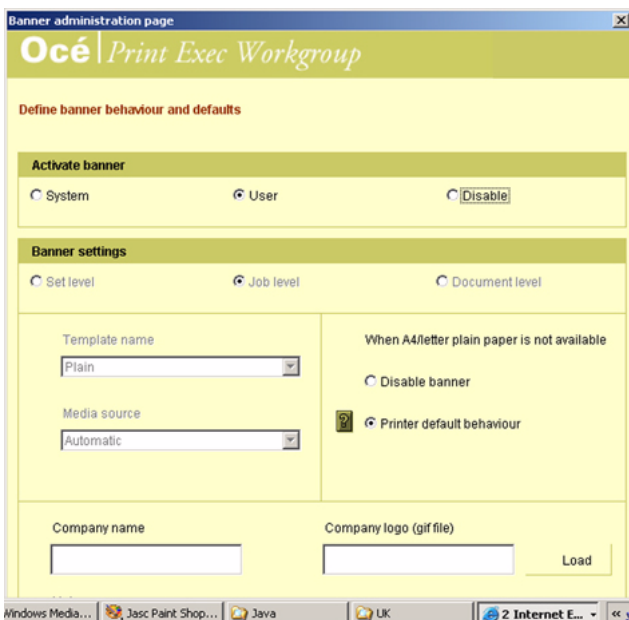 Banner administration page
Océ Print Exec Workgroup
Define banner behaviour and defaults
Activate banner
System User Disable
Banner settings
Set level Job level Document level
Template name When A4/letter plain paper is not available
Plain
Disable banner
Media source
Printer default behaviour
Automatic
Company name Company logo (gif file)
Load
Windows Media... Jasc Paint Shop... Java UK 2 Internet E...